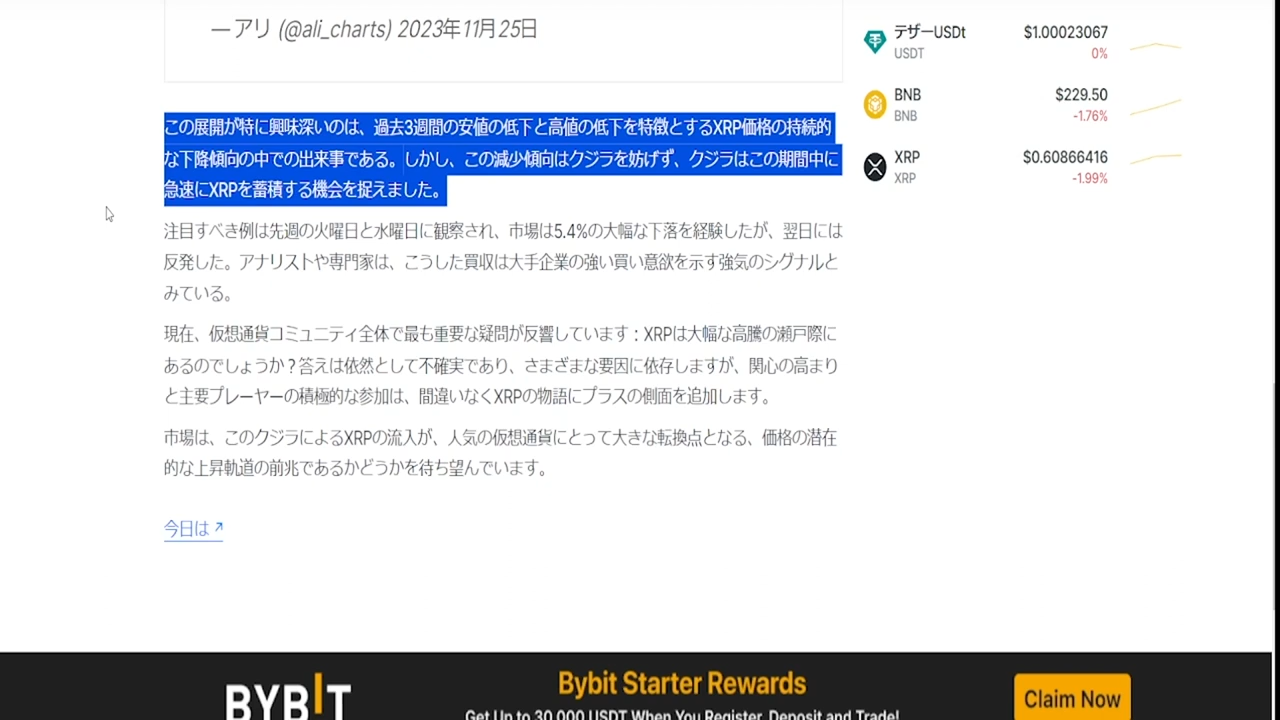 — アリ (@ali_charts) 2023年11月25日
この展開が特に興味深いのは、過去3週間の安値の低下と高値の低下を特徴とするXRP価格の持続的
な下降傾向の中での出来事である。しかし、この減少傾向はクジラを妨げず、クジラはこの期間中に
急速にXRPを蓄積する機会を捉えました。
注目すべき例は先週の火曜日と水曜日に観察され、市場は5.4%の大幅な下落を経験したが、翌日には
反発した。アナリストや専門家は、こうした買収は大手企業の強い買い意欲を示す強気のシグナルと
みている。
現在、仮想通貨コミュニティ全体で最も重要な疑問が反響しています：XRPは大幅な高騰の瀬戸際に
あるのでしょうか？答えは依然として不確実であり、さまざまな要因に依存しますが、関心の高まり
と主要プレーヤーの積極的な参加は、間違いなくXRPの物語にプラスの側面を追加します。
市場は、このクジラによるXRPの流入が、人気の仮想通貨にとって大きな転換点となる、価格の潜在
的な上昇軌道の前兆であるかどうかを待ち望んでいます。
今日は
テザーUSDt $1.00023067
USDT 0%
BNB $229.50
BNB -1.76%
XRP $0.60866416
XRP -1.99%
BYBIT
Bybit Starter Rewards
Get Up to 30,000 USDT When You Register, Deposit and Trade!
Claim Now